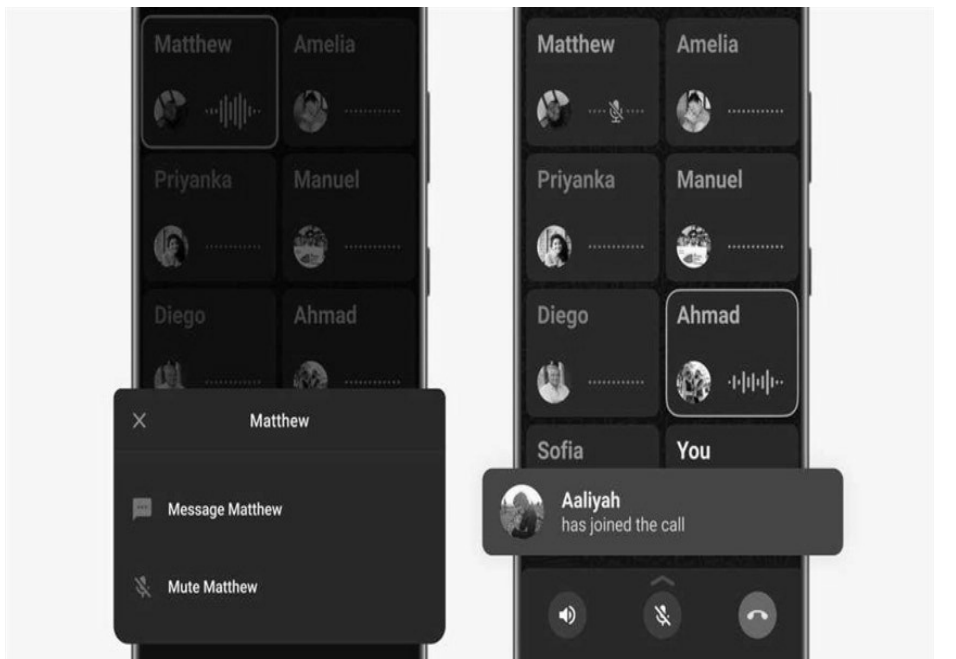 Matthew
Amelia
Priyanka
Manuel
Diego
Ahmad
Matthew
Message Matthew
Mute Matthew
Matthew
Amelia
Priyanka
Manuel
Diego
Ahmad
Sofia
You
Aaliyah
has joined the call